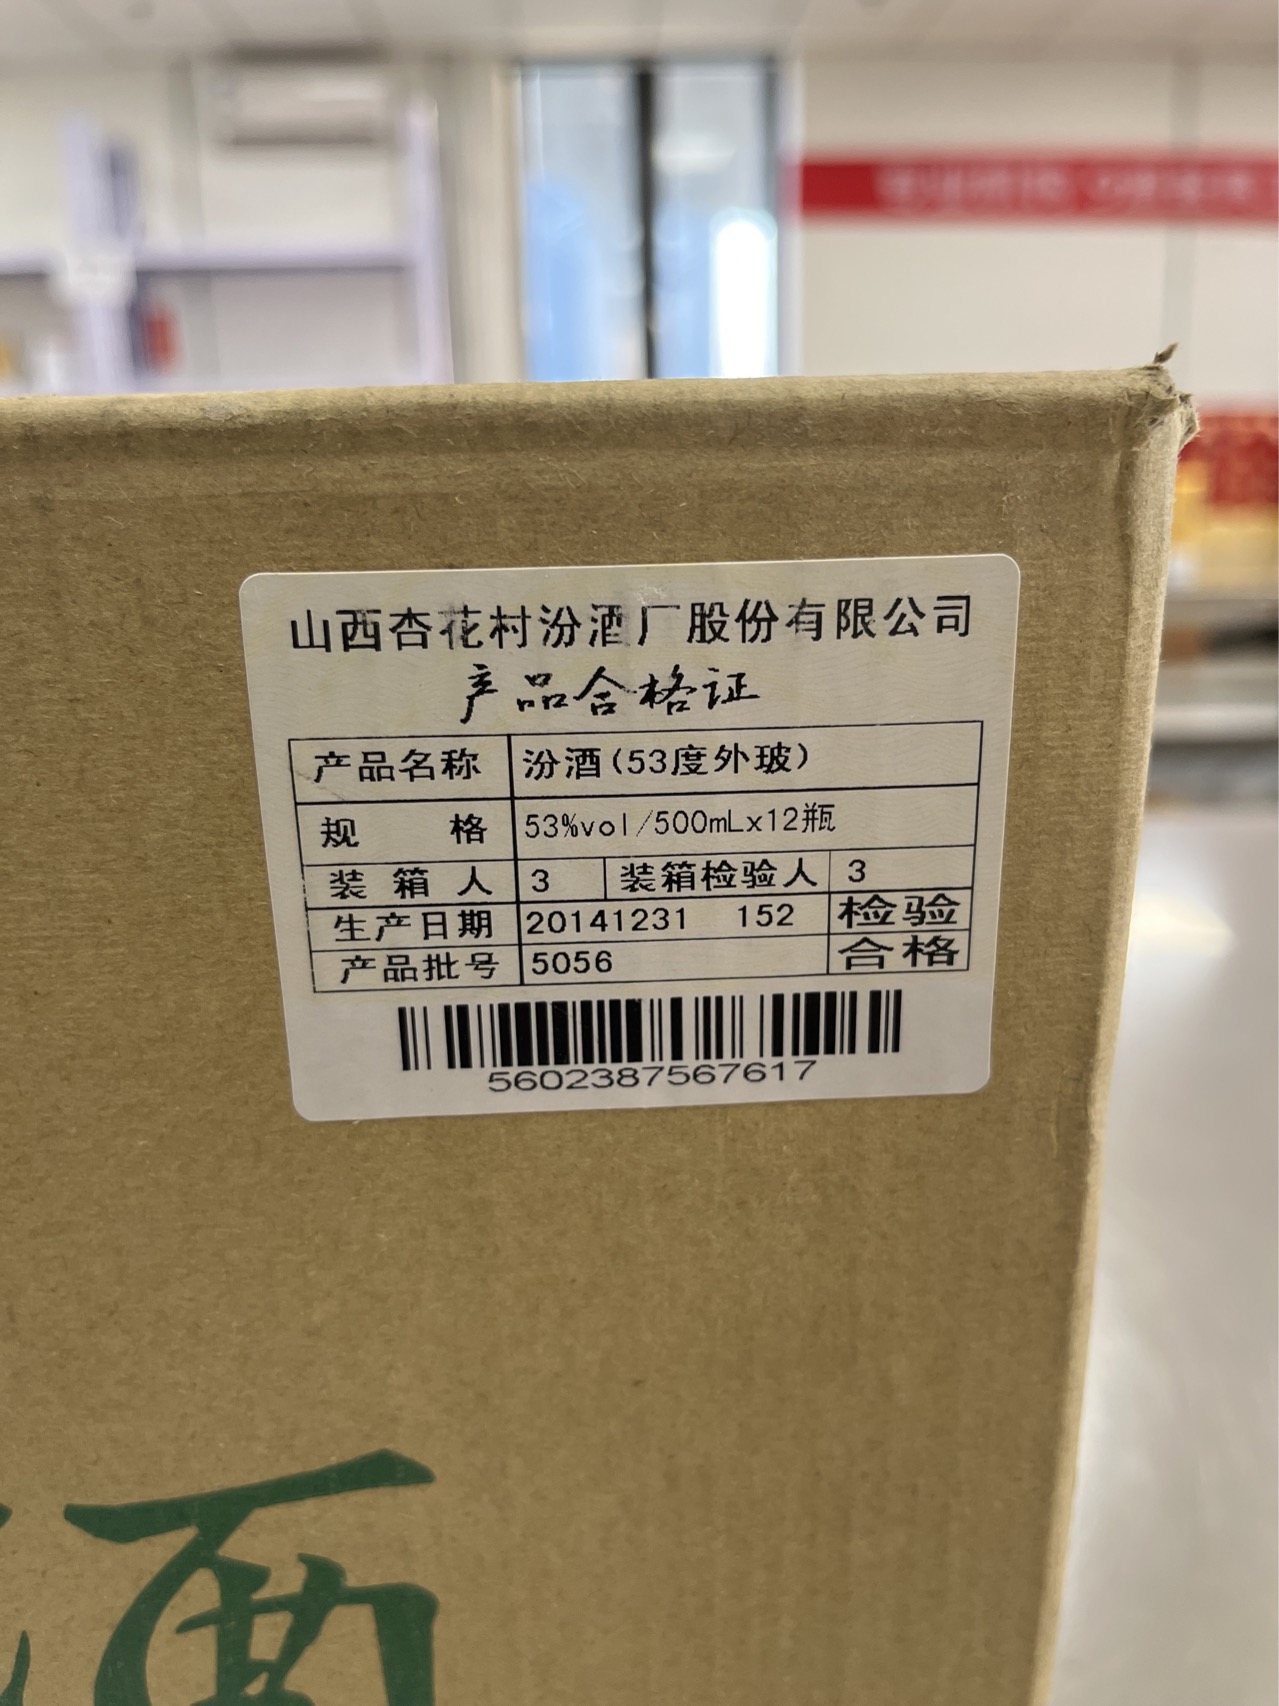 山西杏花村汾酒厂股份有限公司
产品合格证
产品名称 汾酒(53度外玻)
规 格 53%vol/500mLx12瓶
装 箱 人 3 装箱检验人 3
生产日期 20141231 152 检验
产品批号 5056 合格
5602387567617
酒